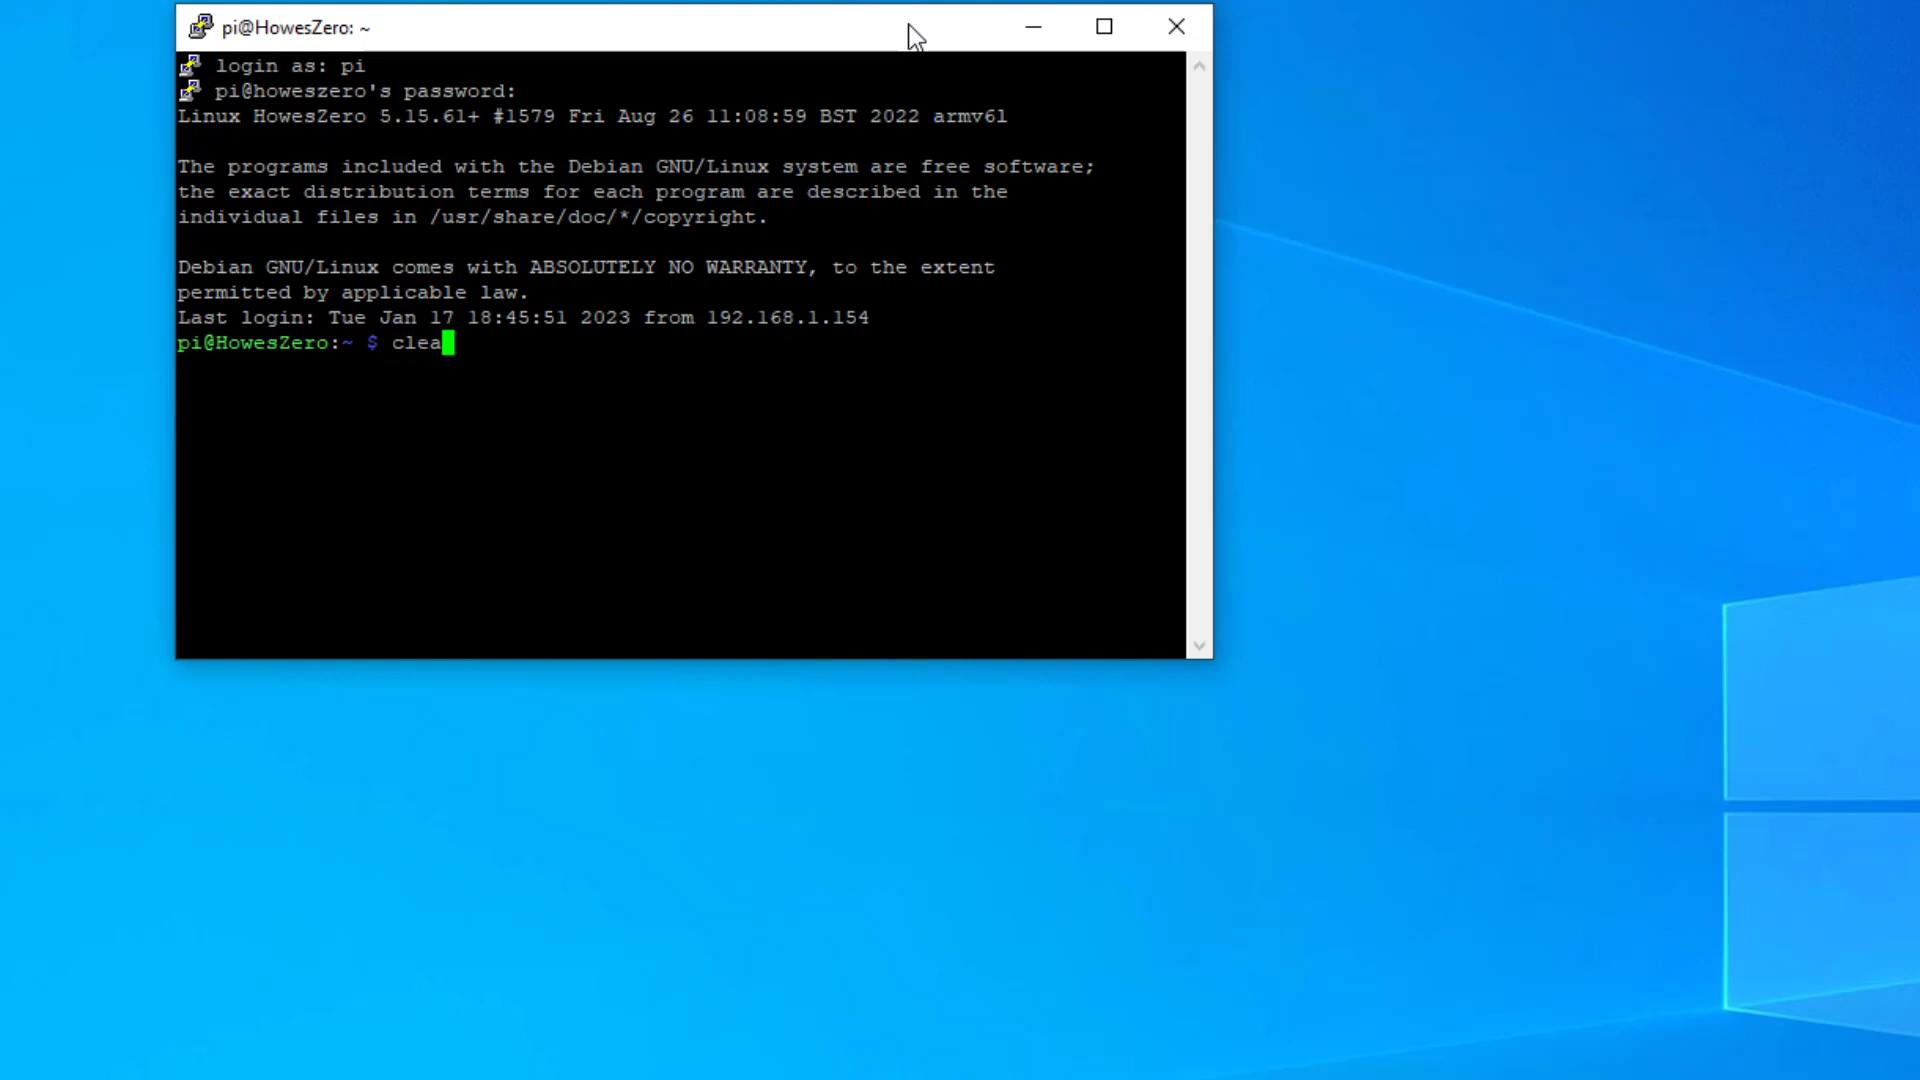 pi@HowesZero: ~
login as: pi
pi@howeszero's password:
Linux HowesZero 5.15.61+ #1579 Fri Aug 26 11:08:59 BST 2022 armv6l
The programs included with the Debian GNU/Linux system are free software;
the exact distribution terms for each program are described in the
individual files in /usr/share/doc/*/copyright.
Debian GNU/Linux comes with ABSOLUTELY NO WARRANTY, to the extent
permitted by applicable law.
Last login: Tue Jan 17 18:45:51 2023 from 192.168.1.154
pi@HowesZero:~ $ clea